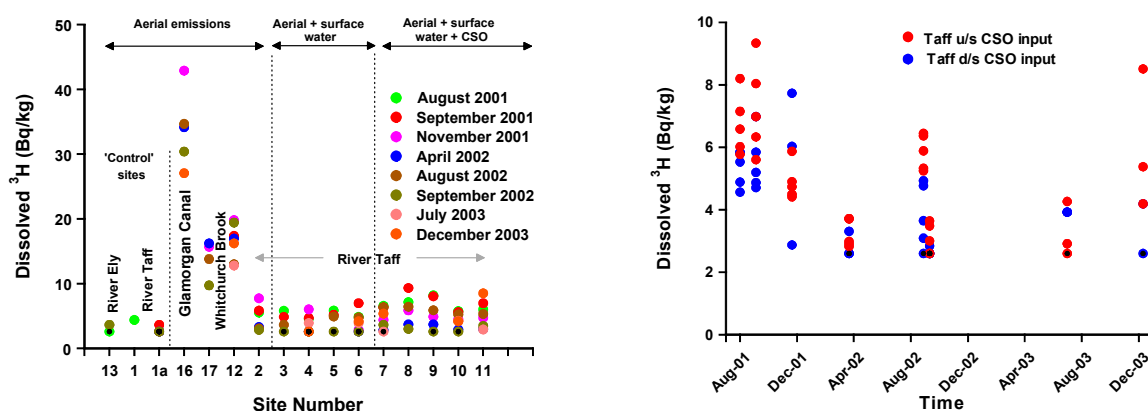 Aerial emissions
Aerial + surface
water
Aerial + surface
water + CSO
50
40
30
20
10
0
Dissolved ³H (Bq/kg)
'Control'
sites
River Ely
River Taff
Glamorgan Canal
Whitchurch Brook
River Taff
August 2001
September 2001
November 2001
April 2002
August 2002
September 2002
July 2003
December 2003
13 1 1a 16 17 12 2 3 4 5 6 7 8 9 10 11
Site Number
Taff u/s CSO input
Taff d/s CSO input
10
8
6
4
2
0
Dissolved ³H (Bq/kg)
Aug-01 Dec-01 Apr-02 Aug-02 Dec-02 Apr-03 Aug-03 Dec-03
Time